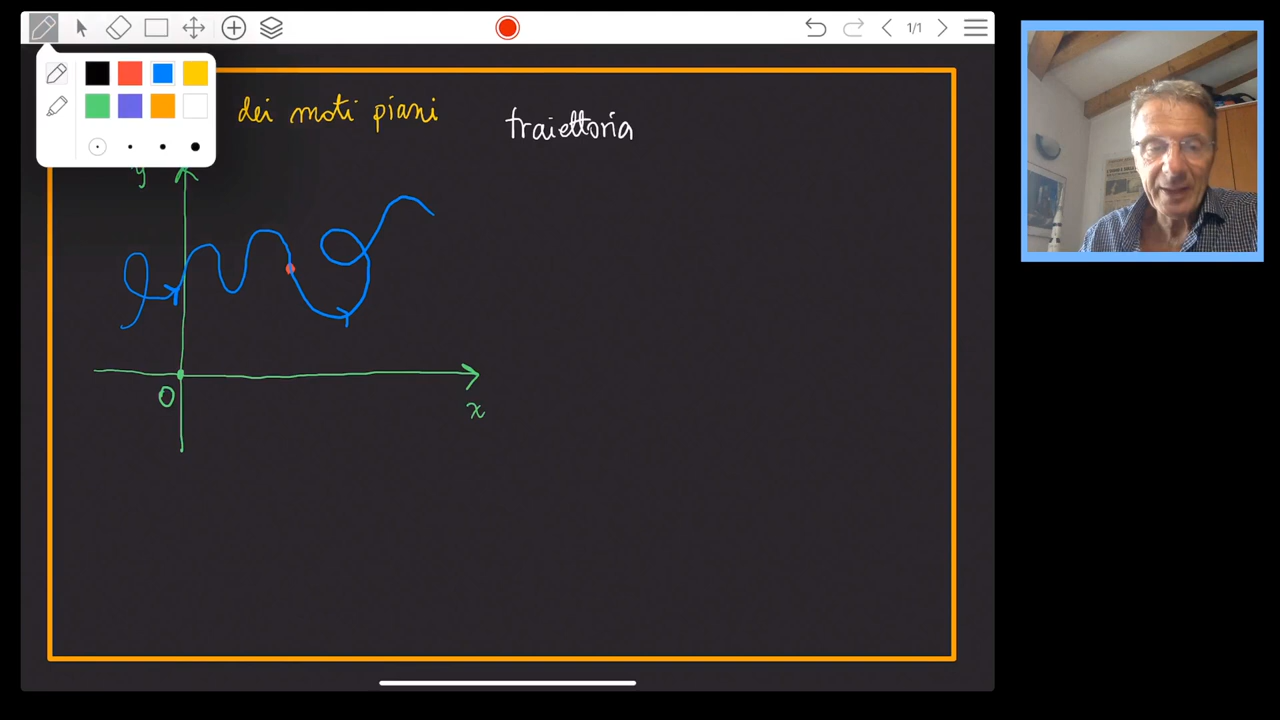 1/1
dei moti piani
traiettoria
y
O
x